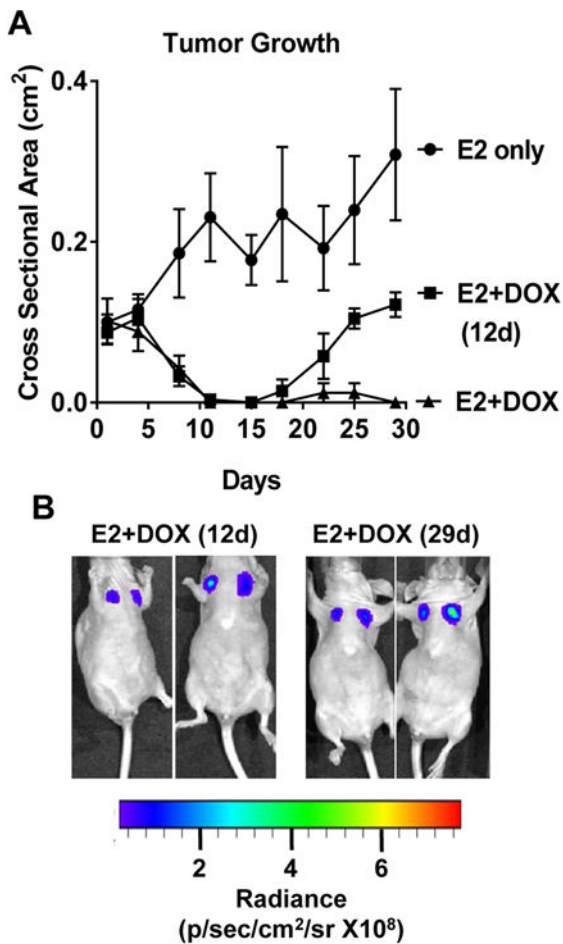 A
Tumor Growth
Cross Sectional Area (cm²)
0.4
0.2
0.0
0 5 10 15 20 25 30
Days
E2 only
E2+DOX
(12d)
E2+DOX
B
E2+DOX (12d)
E2+DOX (29d)
2 4 6
Radiance
(p/sec/cm²/sr X10⁸)